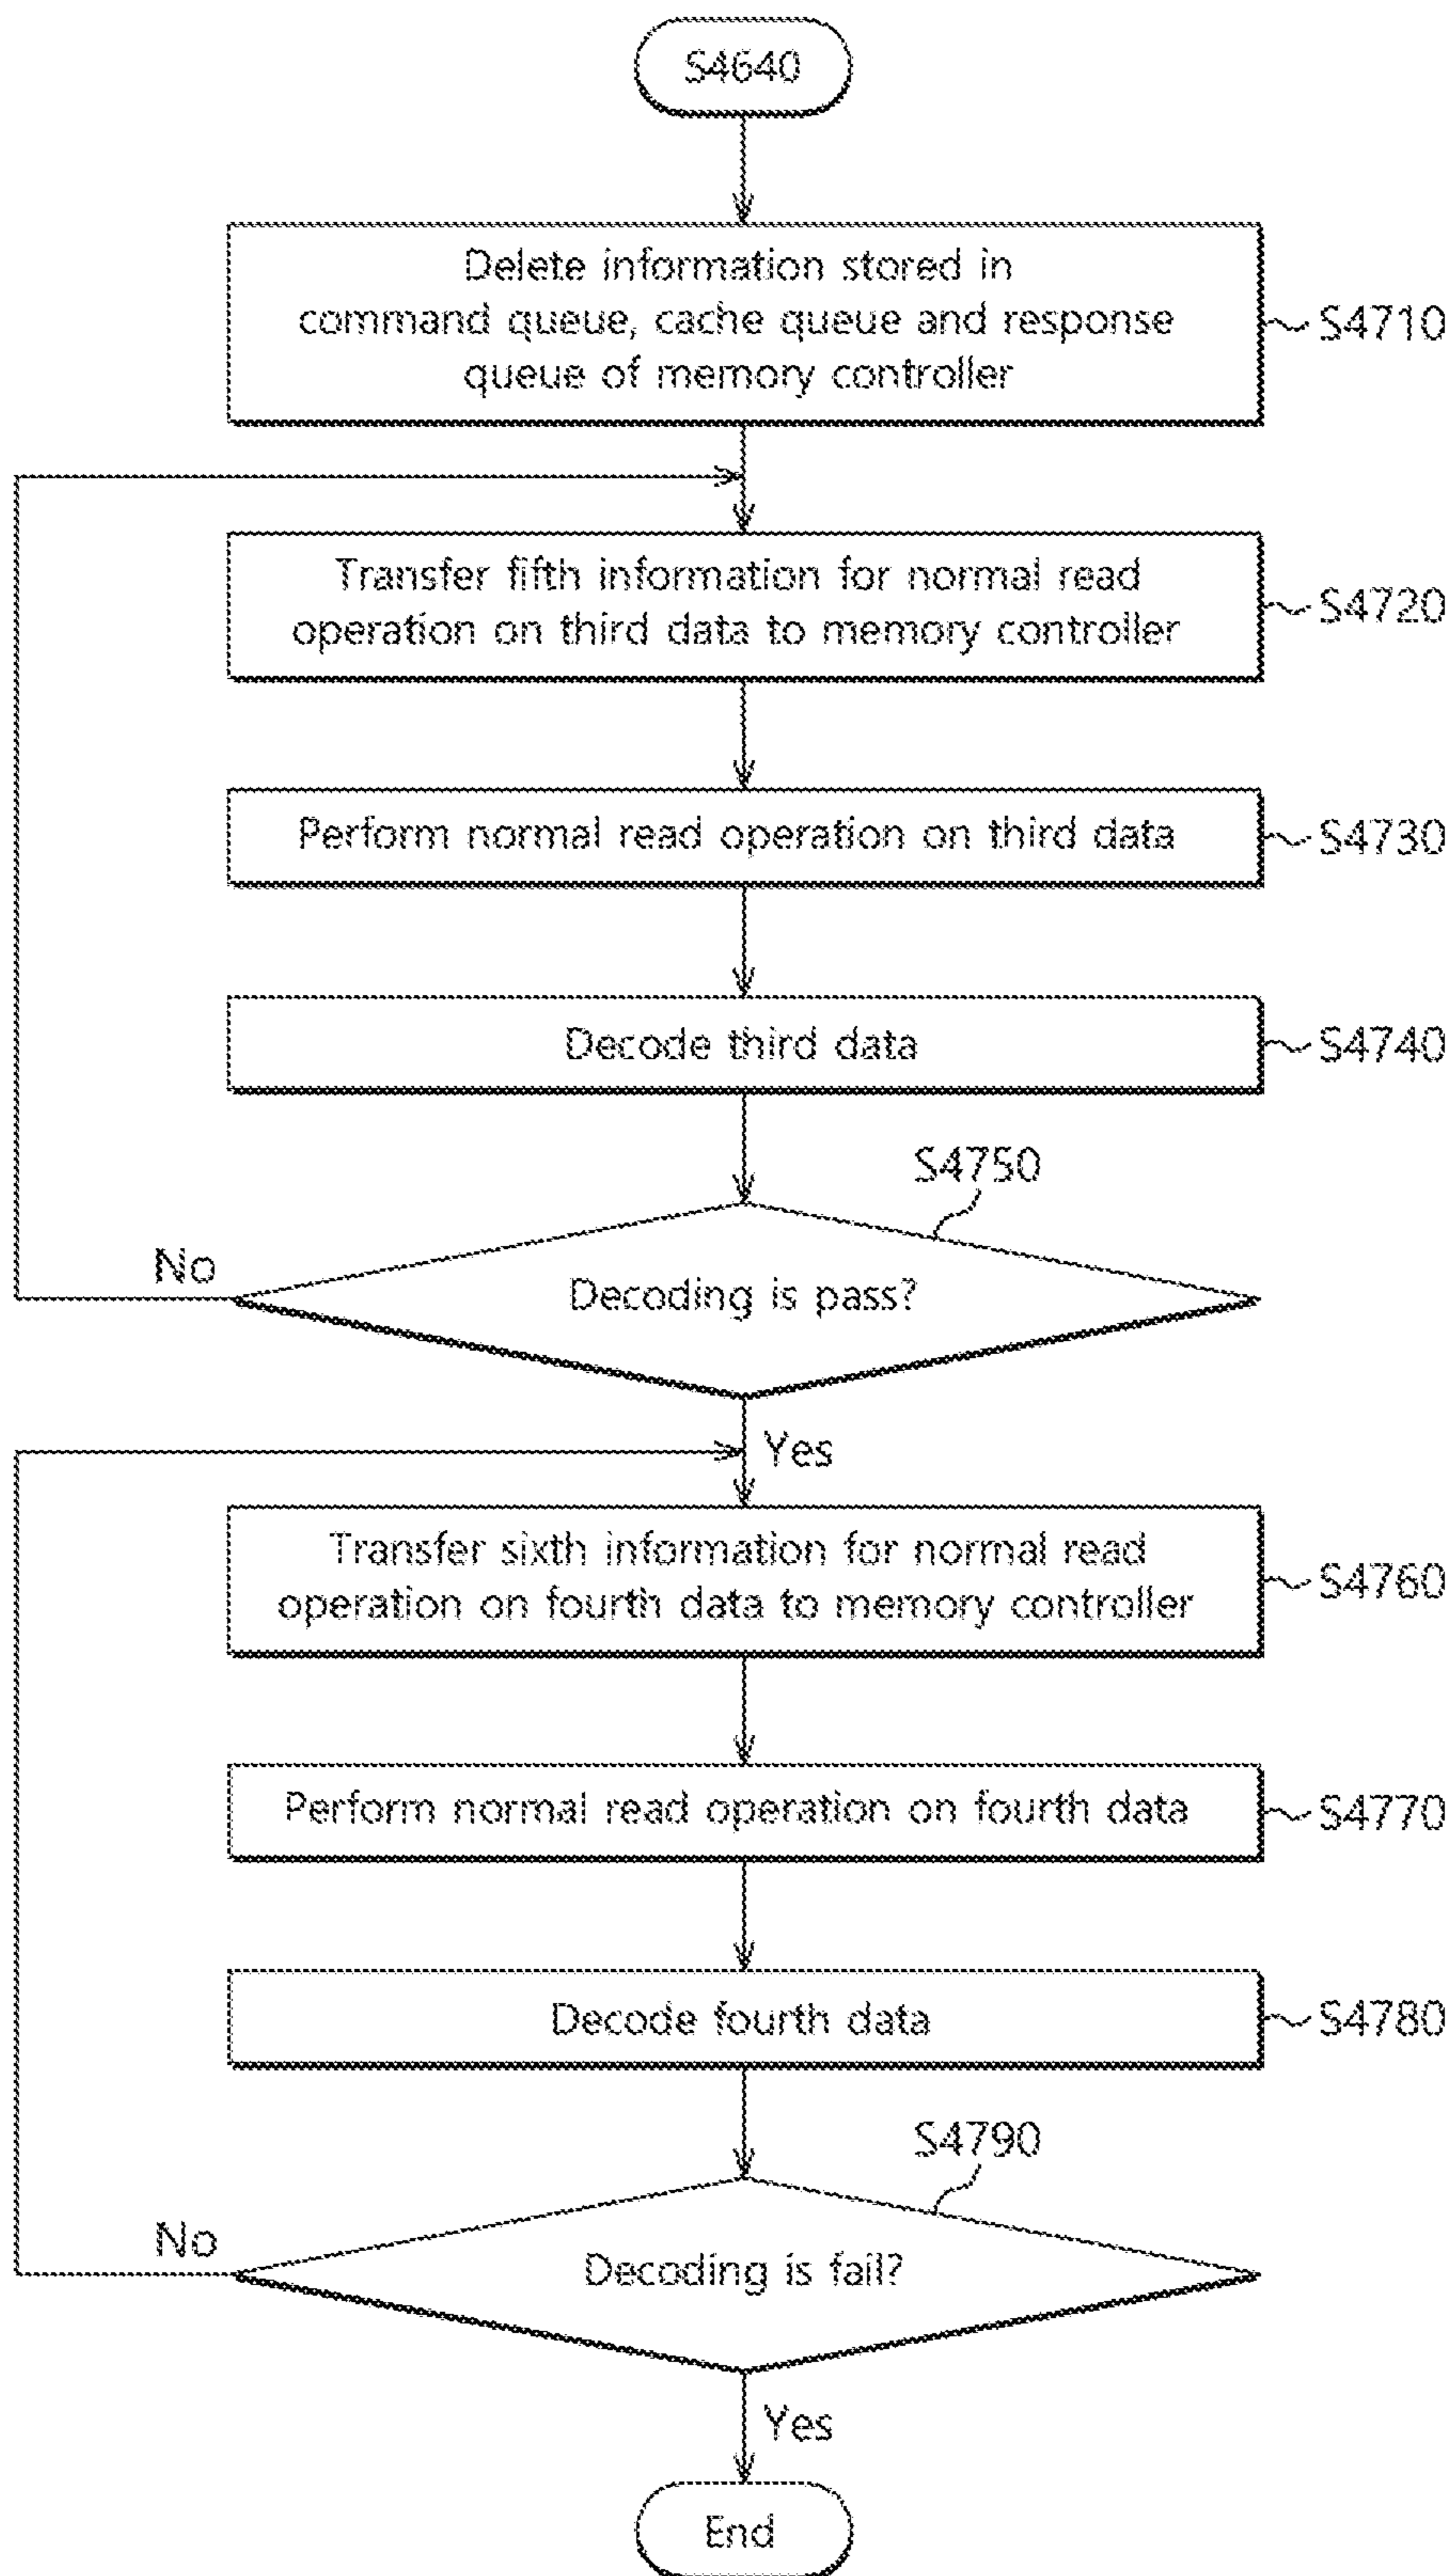 S4640
Delete information stored in
command queue, cache queue and response
queue of memory controller
S4710
Transfer fifth information for normal read
operation on third data to memory controller
S4720
Perform normal read operation on third data
S4730
Decode third data
S4740
S4750
Decoding is pass?
No
Yes
Transfer sixth information for normal read
operation on fourth data to memory controller
S4760
Perform normal read operation on fourth data
S4770
Decode fourth data
S4780
S4790
Decoding is fail?
No
Yes
End